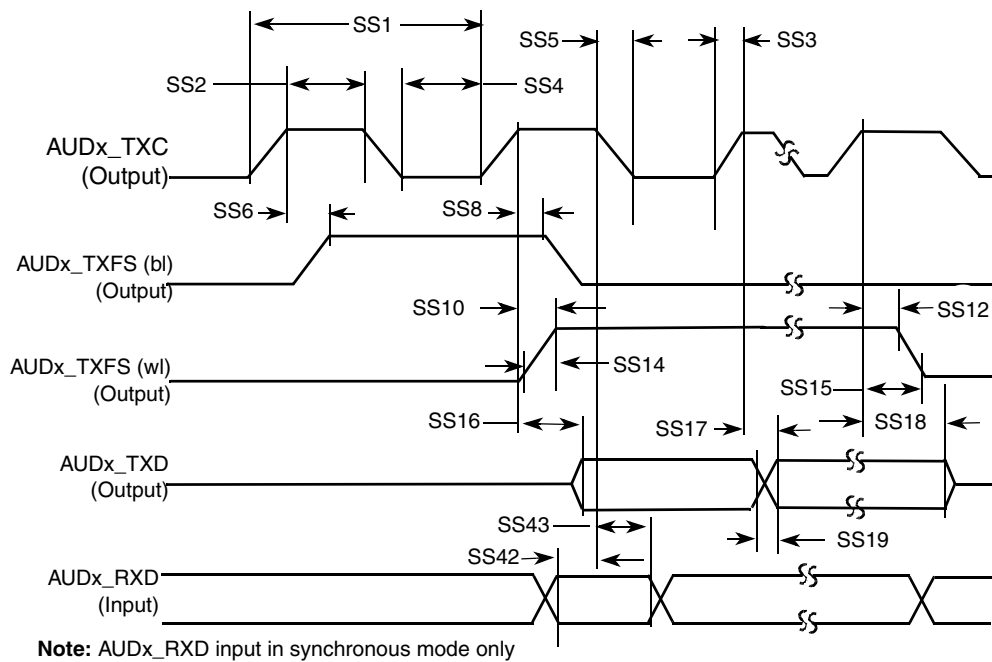 SS1
SS5
SS3
SS2
SS4
AUDx_TXC
(Output)
SS6
SS8
AUDx_TXFS (bl)
(Output)
SS10
SS12
AUDx_TXFS (wl)
(Output)
SS14
SS15
SS16
SS17
SS18
AUDx_TXD
(Output)
SS43
SS19
SS42
AUDx_RXD
(Input)
Note: AUDx_RXD input in synchronous mode only